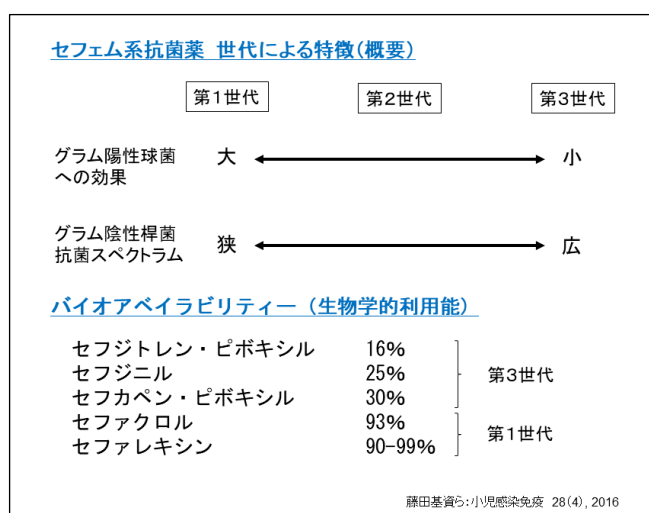 セフェム系抗菌薬 世代による特徴(概要)
第1世代 第2世代 第3世代
グラム陽性球菌
への効果
大 小
グラム陰性桿菌
抗菌スペクトラム
狭 広
バイオアベイラビリティー(生物学的利用能)
セフジトレン・ピボキシル 16%
セフジニル 25%
セフカペン・ピボキシル 30%
第3世代
セファクロル 93%
セファレキシン 90-99%
第1世代
藤田基資ら:小児感染免疫 28(4), 2016